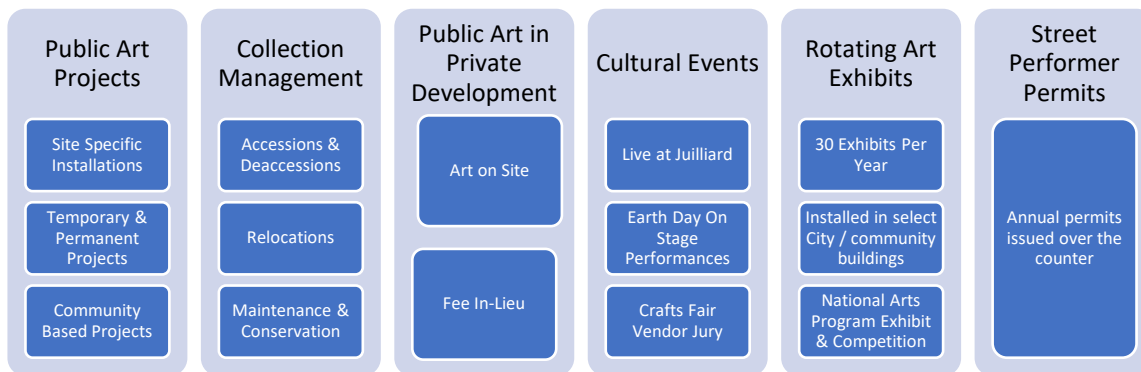 Public Art
Projects
Site Specific
Installations
Temporary &
Permanent
Projects
Community
Based Projects
Collection
Management
Accessions &
Deaccessions
Relocations
Maintenance &
Conservation
Public Art in
Private
Development
Art on Site
Fee In-Lieu
Cultural Events
Live at Juilliard
Earth Day On
Stage
Performances
Crafts Fair
Vendor Jury
Rotating Art
Exhibits
30 Exhibits Per
Year
Installed in select
City / community
buildings
National Arts
Program Exhibit
& Competition
Street
Performer
Permits
Annual permits
issued over the
counter